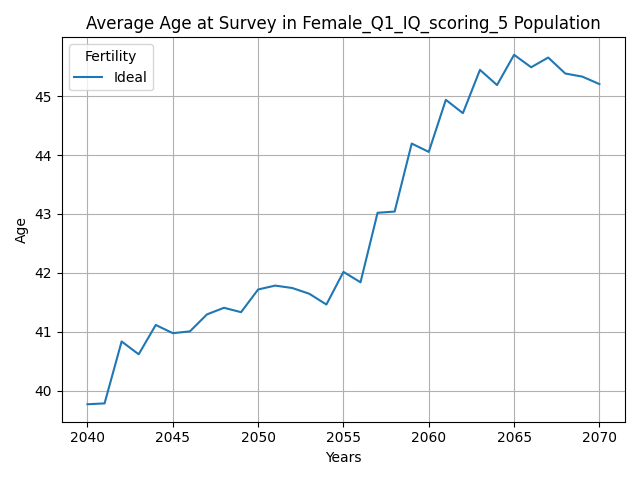 Average Age at Survey in Female_Q1_IQ_scoring_5 Population
Fertility
Ideal
45
44
43
42
41
40
Age
2040 2045 2050 2055 2060 2065 2070
Years